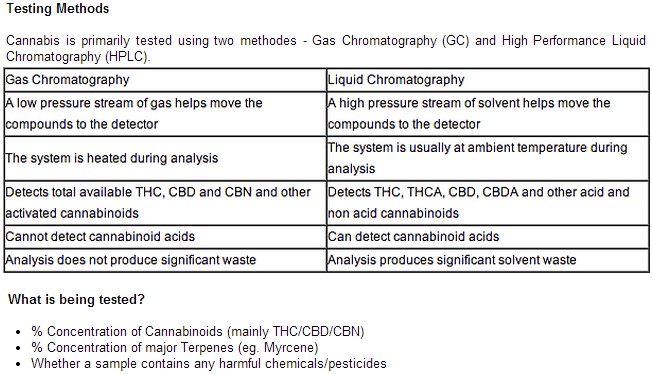 Testing Methods
Cannabis is primarily tested using two methodes - Gas Chromatography (GC) and High Performance Liquid
Chromatography (HPLC).
Gas Chromatography
Liquid Chromatography
A low pressure stream of gas helps move the
compounds to the detector
A high pressure stream of solvent helps move the
compounds to the detector
The system is heated during analysis
The system is usually at ambient temperature during
analysis
Detects total available THC, CBD and CBN and other
activated cannabinoids
Detects THC, THCA, CBD, CBDA and other acid and
non acid cannabinoids
Cannot detect cannabinoid acids
Can detect cannabinoid acids
Analysis does not produce significant waste
Analysis produces significant solvent waste
What is being tested?
• % Concentration of Cannabinoids (mainly THC/CBD/CBN)
• % Concentration of major Terpenes (eg. Myrcene)
• Whether a sample contains any harmful chemicals/pesticides